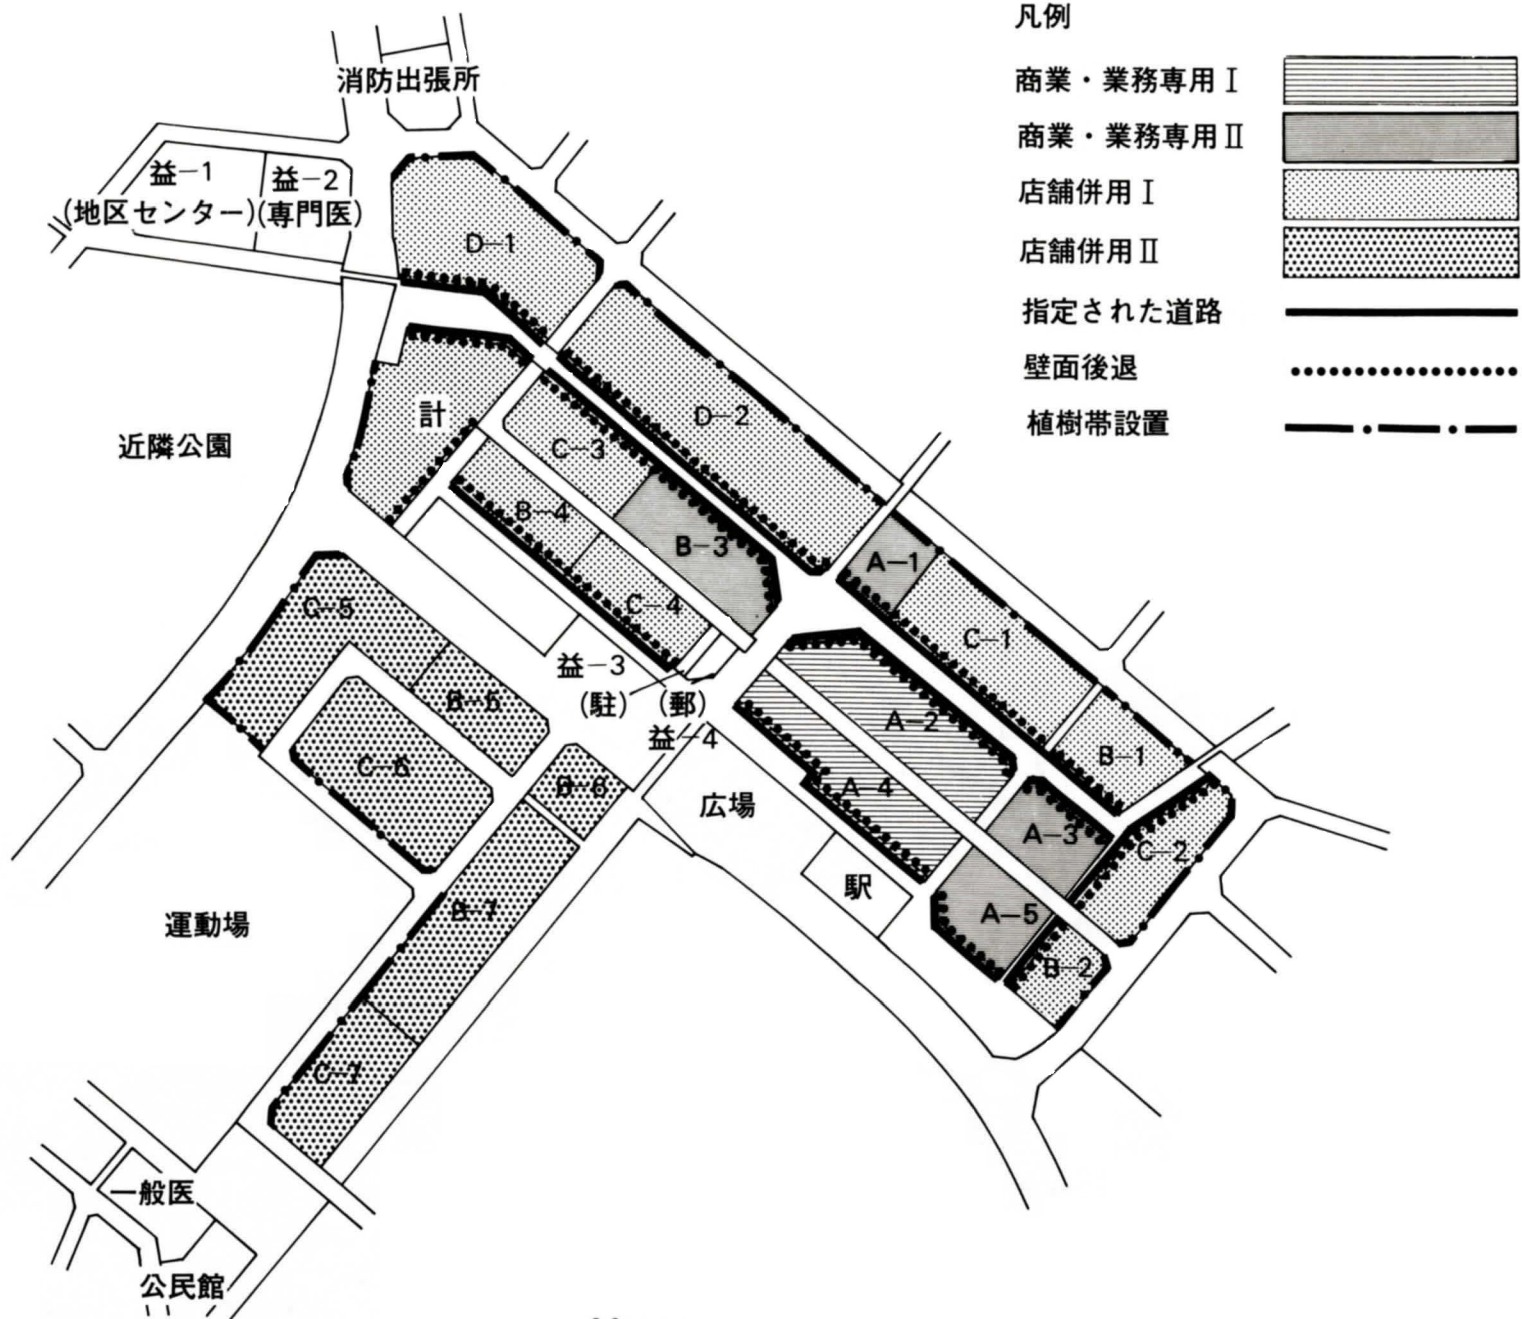 凡例
商業・業務専用Ⅰ
商業・業務専用Ⅱ
店舗併用Ⅰ
店舗併用Ⅱ
指定された道路
壁面後退
植樹帯設置
消防出張所
益-1
(地区センター)
益-2
(専門医)
D-1
近隣公園
計
D-2
C-3
B-4
B-3
A-1
C-4
C-1
C-5
益-3
(駐)
(郵)
益-4
B-5
A-2
B-1
C-6
B-6
A-4
広場
A-3
C-2
駅
運動場
B-7
A-5
B-2
C-7
一般医
公民館